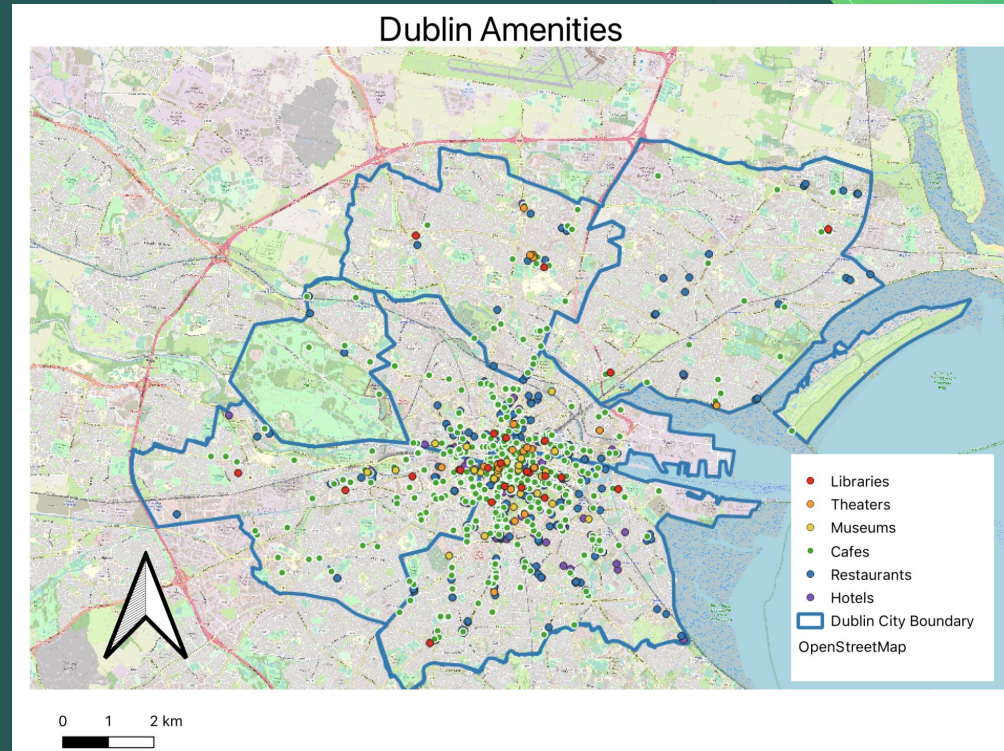 Dublin Amenities
Libraries
Theaters
Museums
Cafes
Restaurants
Hotels
Dublin City Boundary
OpenStreetMap
0 1 2 km